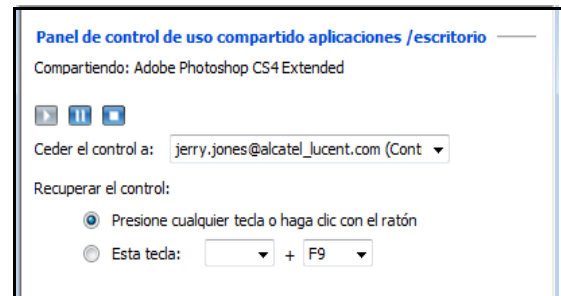 Panel de control de uso compartido aplicaciones /escritorio
Compartiendo: Adobe Photoshop CS4 Extended
Ceder el control a: jerry.jones@alcatel_lucent.com (Cont
Recuperar el control:
Presione cualquier tecla o haga clic con el ratón
Esta tecla: + F9